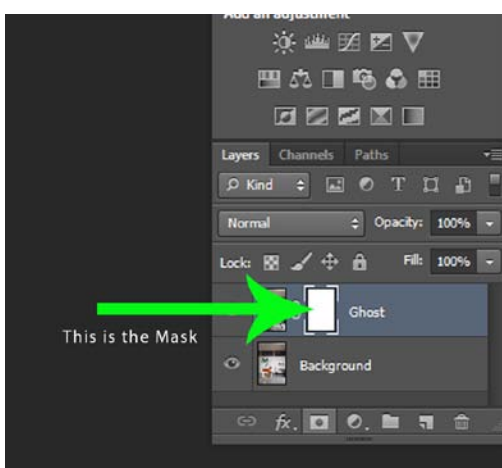 Add an adjustment
Layers Channels Paths
Kind T
Normal Opacity: 100%
Lock: Fill: 100%
Ghost
This is the Mask
Background
fx.